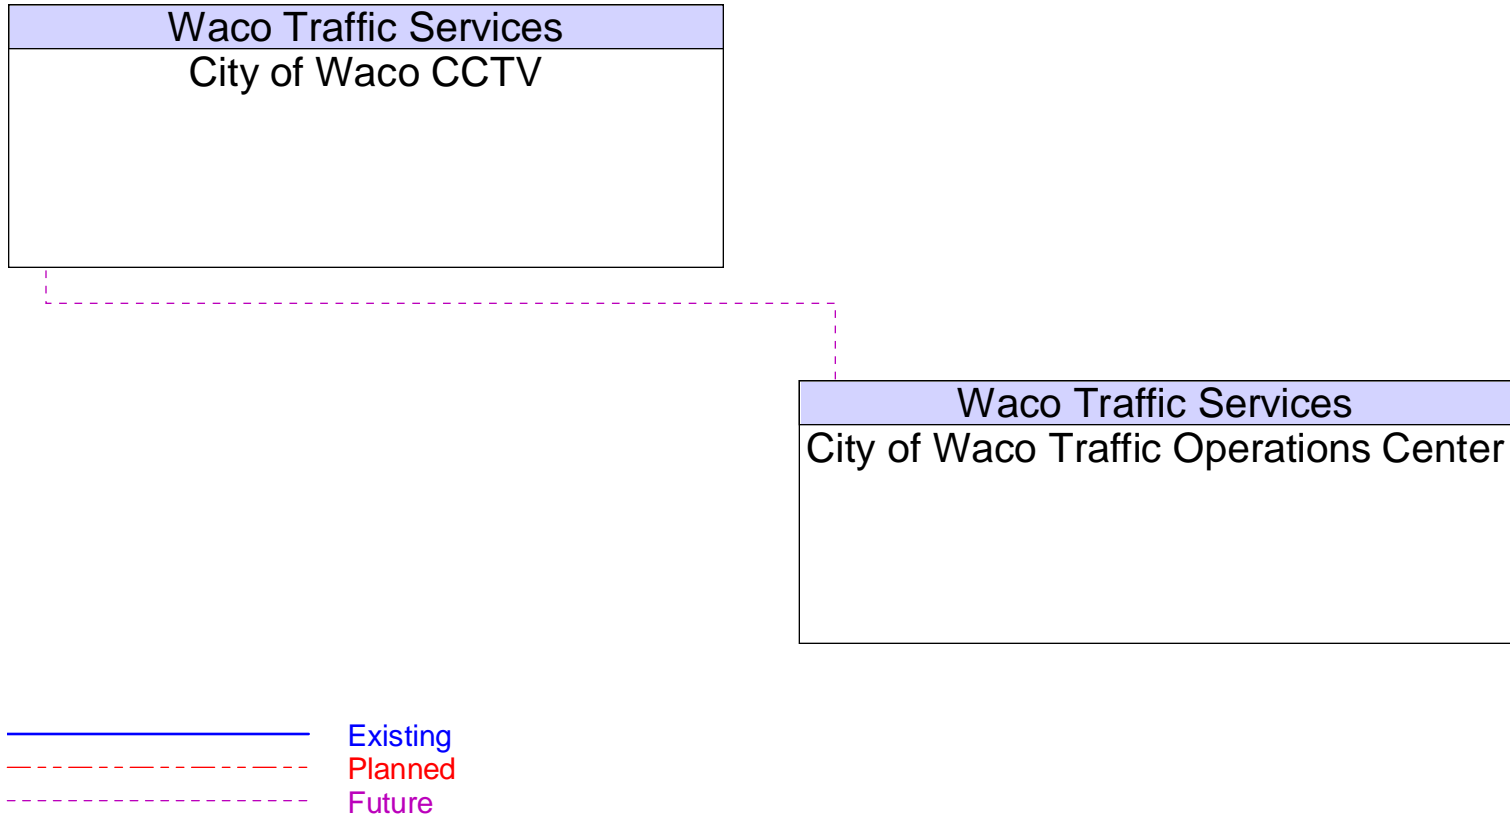 Waco Traffic Services
City of Waco CCTV
Waco Traffic Services
City of Waco Traffic Operations Center
Existing
Planned
Future